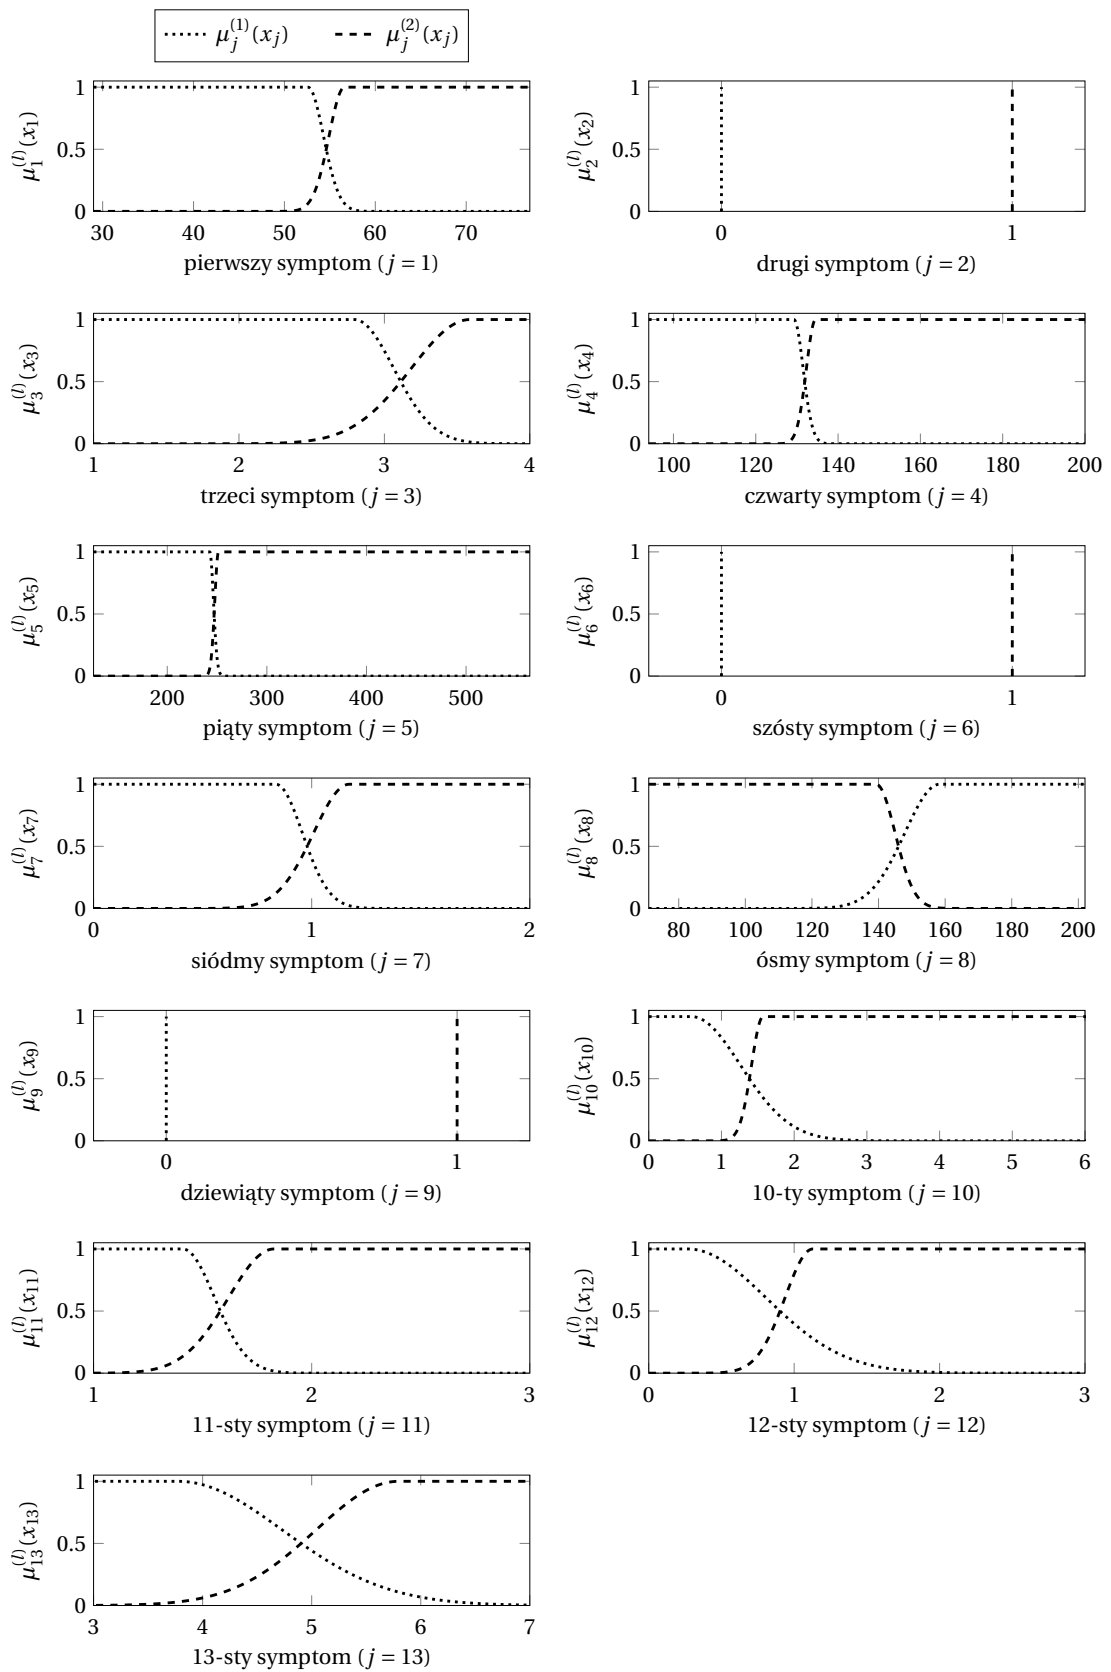 μ_j^(1)(x_j) μ_j^(2)(x_j)
1
0.5
0
μ_1^(l)(x_1)
30 40 50 60 70
pierwszy symptom (j = 1)
1
0.5
0
μ_2^(l)(x_2)
0 1
drugi symptom (j = 2)
1
0.5
0
μ_3^(l)(x_3)
1 2 3 4
trzeci symptom (j = 3)
1
0.5
0
μ_4^(l)(x_4)
100 120 140 160 180 200
czwarty symptom (j = 4)
1
0.5
0
μ_5^(l)(x_5)
200 300 400 500
piąty symptom (j = 5)
1
0.5
0
μ_6^(l)(x_6)
0 1
szósty symptom (j = 6)
1
0.5
0
μ_7^(l)(x_7)
0 1 2
siódmy symptom (j = 7)
1
0.5
0
μ_8^(l)(x_8)
80 100 120 140 160 180 200
ósmy symptom (j = 8)
1
0.5
0
μ_9^(l)(x_9)
0 1
dziewiąty symptom (j = 9)
1
0.5
0
μ_10^(l)(x_10)
0 1 2 3 4 5 6
10-ty symptom (j = 10)
1
0.5
0
μ_11^(l)(x_11)
1 2 3
11-sty symptom (j = 11)
1
0.5
0
μ_12^(l)(x_12)
0 1 2 3
12-sty symptom (j = 12)
1
0.5
0
μ_13^(l)(x_13)
3 4 5 6 7
13-sty symptom (j = 13)